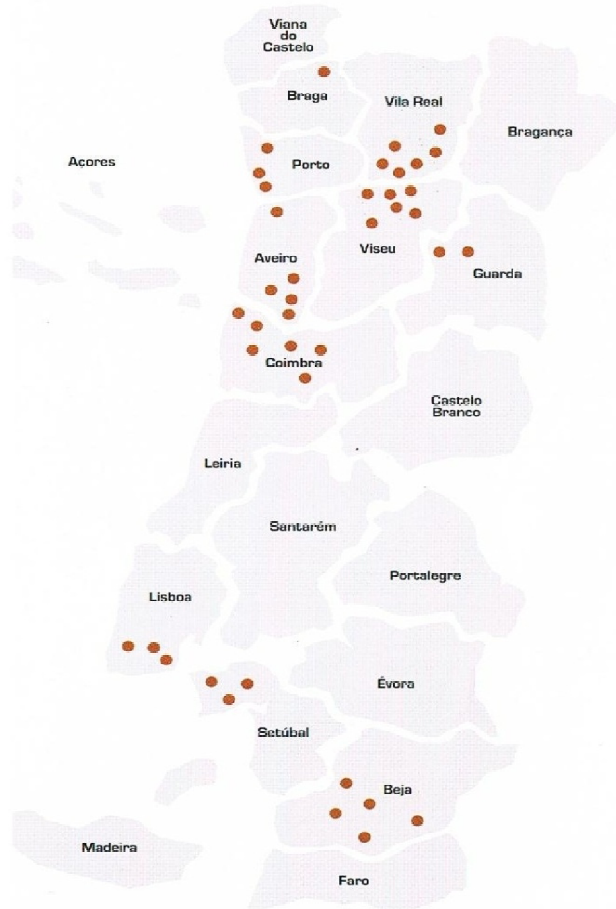 Viana
do
Castelo
Braga
Vila Real
Bragança
Açores
Porto
Aveiro
Viseu
Guarda
Coimbra
Castelo
Branco
Leiria
Santarém
Portalegre
Lisboa
Évora
Setúbal
Beja
Madeira
Faro